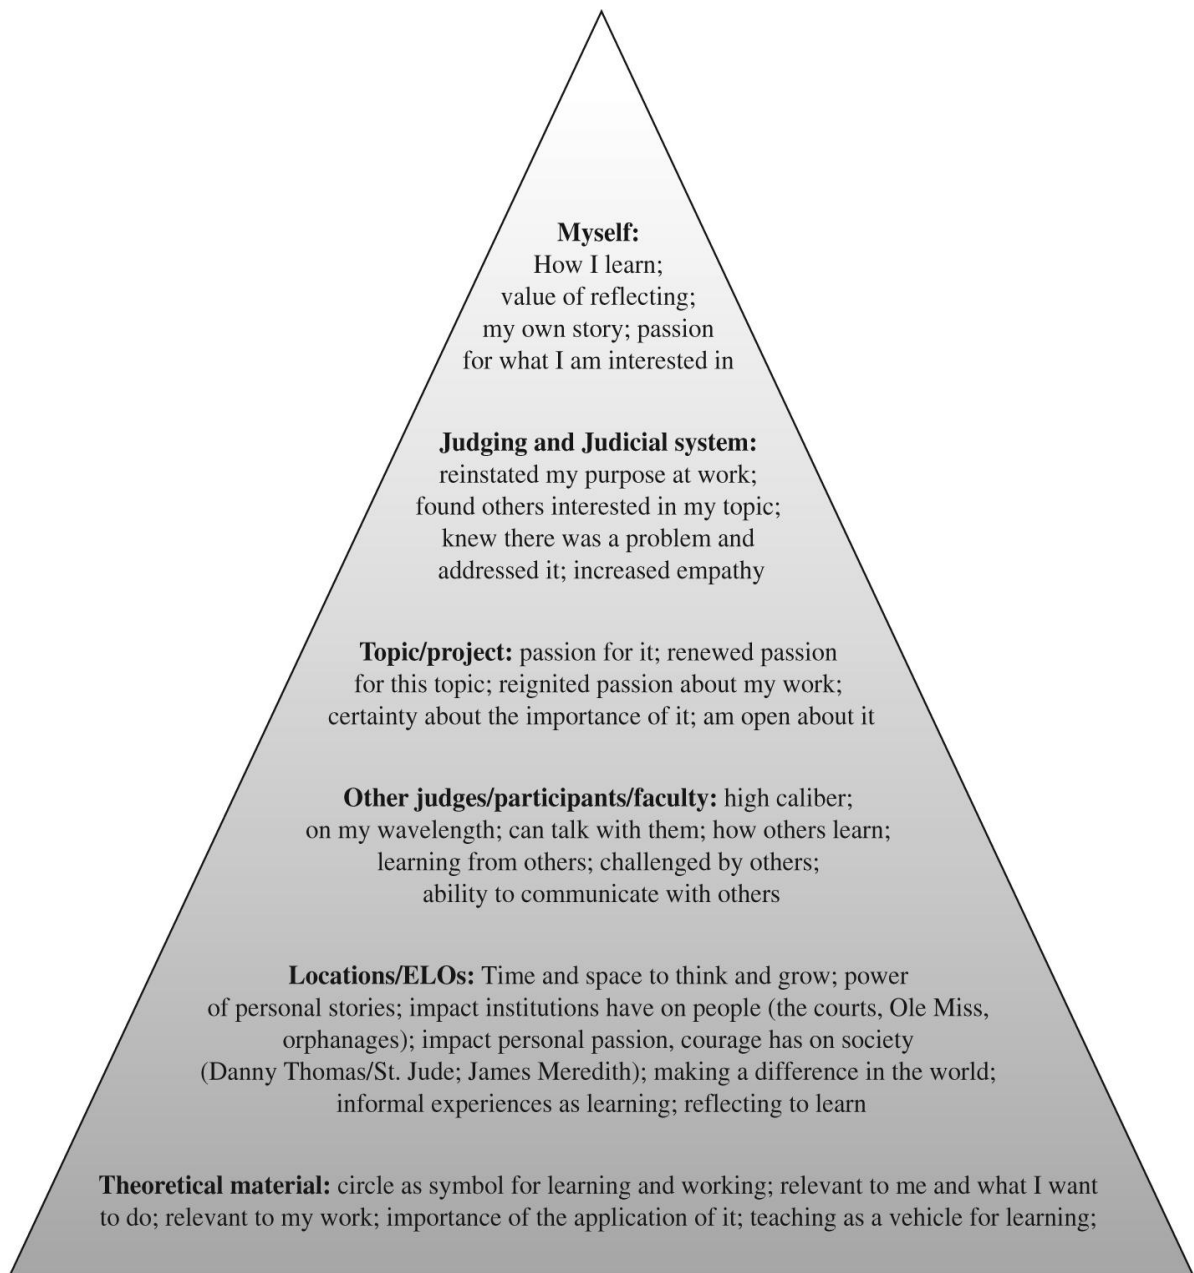 Myself:
How I learn;
value of reflecting;
my own story; passion
for what I am interested in
Judging and Judicial system:
reinstated my purpose at work;
found others interested in my topic;
knew there was a problem and
addressed it; increased empathy
Topic/project: passion for it; renewed passion
for this topic; reignited passion about my work;
certainty about the importance of it; am open about it
Other judges/participants/faculty: high caliber;
on my wavelength; can talk with them; how others learn;
learning from others; challenged by others;
ability to communicate with others
Locations/ELOs: Time and space to think and grow; power
of personal stories; impact institutions have on people (the courts, Ole Miss,
orphanages); impact personal passion, courage has on society
(Danny Thomas/St. Jude; James Meredith); making a difference in the world;
informal experiences as learning; reflecting to learn
Theoretical material: circle as symbol for learning and working; relevant to me and what I want
to do; relevant to my work; importance of the application of it; teaching as a vehicle for learning;